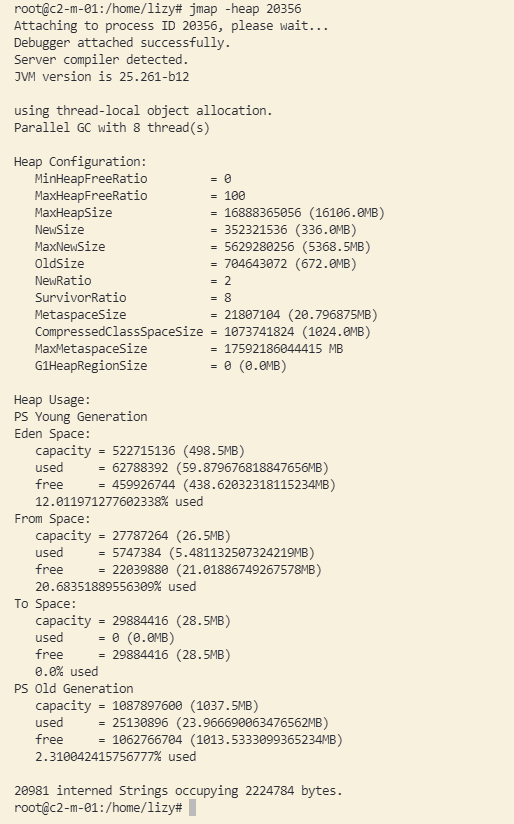 root@c2-m-01:/home/lizy# jmap -heap 20356
Attaching to process ID 20356, please wait...
Debugger attached successfully.
Server compiler detected.
JVM version is 25.261-b12

using thread-local object allocation.
Parallel GC with 8 thread(s)

Heap Configuration:
   MinHeapFreeRatio         = 0
   MaxHeapFreeRatio         = 100
   MaxHeapSize              = 16888365056 (16106.0MB)
   NewSize                  = 352321536 (336.0MB)
   MaxNewSize               = 5629280256 (5368.5MB)
   OldSize                  = 704643072 (672.0MB)
   NewRatio                 = 2
   SurvivorRatio            = 8
   MetaspaceSize            = 21807104 (20.796875MB)
   CompressedClassSpaceSize = 1073741824 (1024.0MB)
   MaxMetaspaceSize         = 17592186044415 MB
   G1HeapRegionSize         = 0 (0.0MB)

Heap Usage:
PS Young Generation
Eden Space:
   capacity = 522715136 (498.5MB)
   used     = 62788392 (59.879676818847656MB)
   free     = 459926744 (438.62032318115234MB)
   12.011971277602338% used
From Space:
   capacity = 27787264 (26.5MB)
   used     = 5747384 (5.481132507324219MB)
   free     = 22039880 (21.01886749267578MB)
   20.68351889556309% used
To Space:
   capacity = 29884416 (28.5MB)
   used     = 0 (0.0MB)
   free     = 29884416 (28.5MB)
   0.0% used
PS Old Generation
   capacity = 1087897600 (1037.5MB)
   used     = 25130896 (23.966690063476562MB)
   free     = 1062766704 (1013.5333099365234MB)
   2.310042415756777% used

20981 interned Strings occupying 2224784 bytes.
root@c2-m-01:/home/lizy#